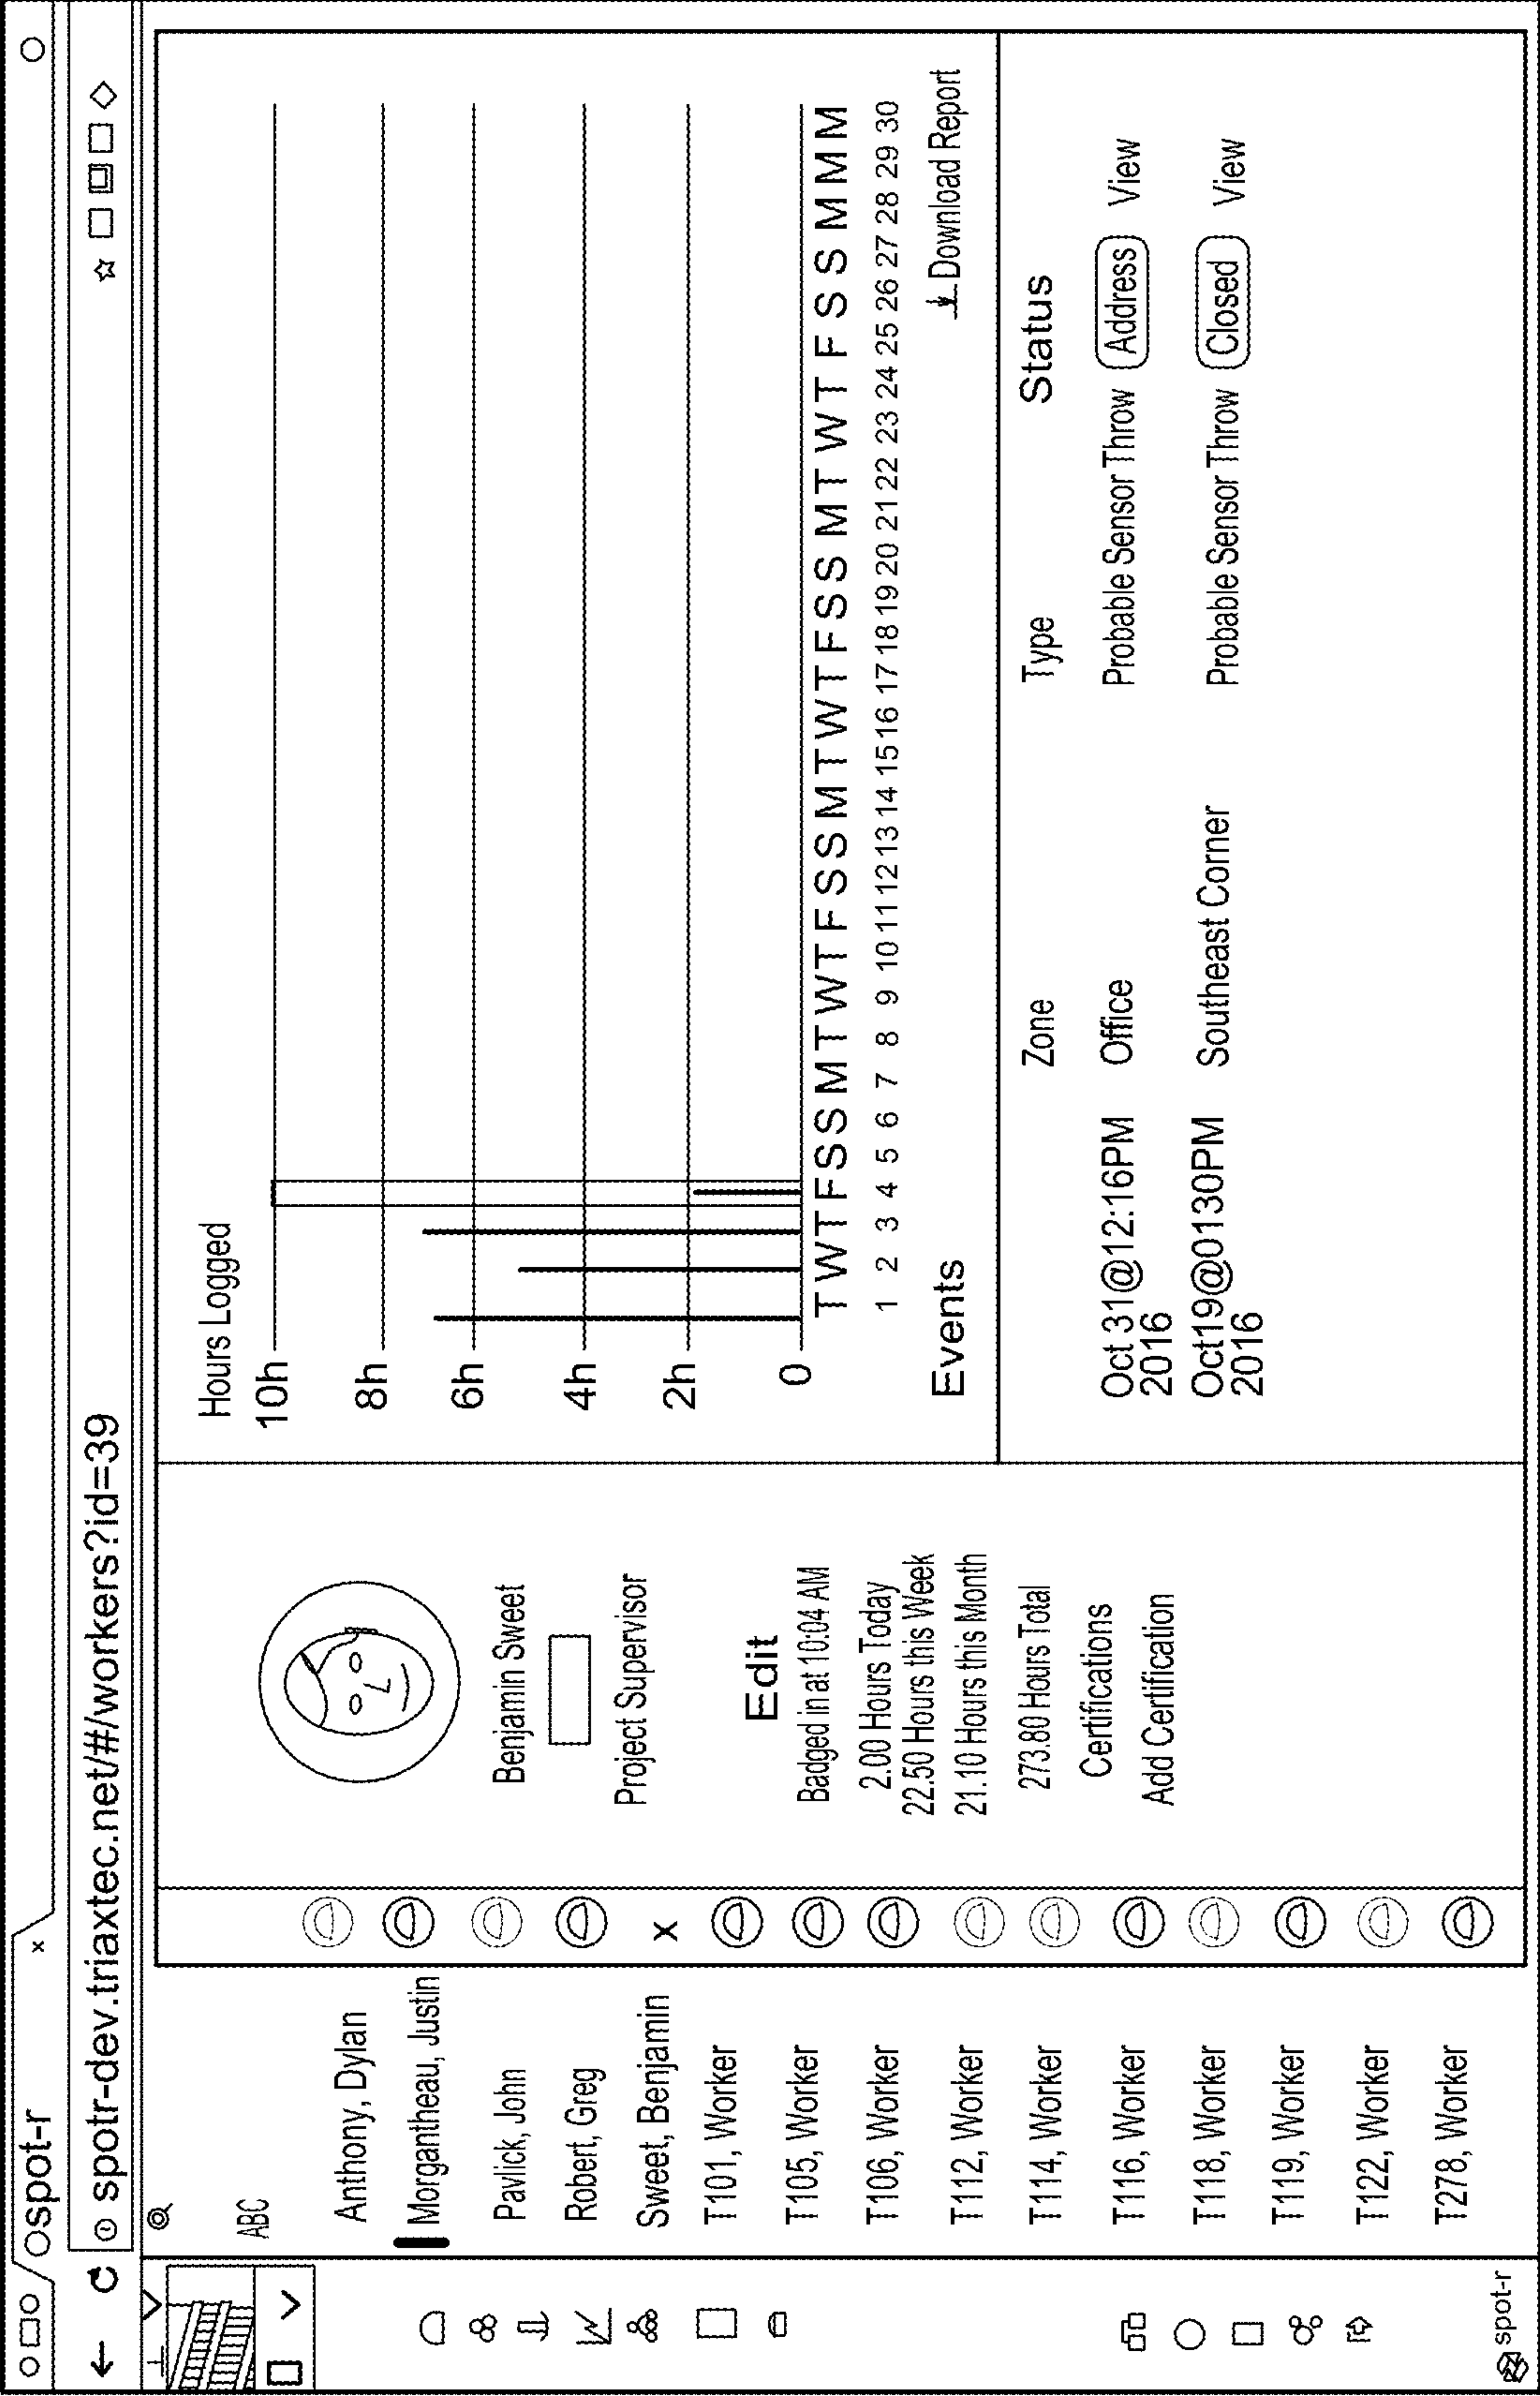 spot-r
x
spotr-dev.triaxtec.net/#/workers?id=39
ABC
Anthony, Dylan
Morgantheau, Justin
Pavlick, John
Robert, Greg
Sweet, Benjamin
X
T101, Worker
T105, Worker
T106, Worker
T112, Worker
T114, Worker
T116, Worker
T118, Worker
T119, Worker
T122, Worker
T278, Worker
spot-r
Benjamin Sweet
Project Supervisor
Edit
Badged in at 10:04 AM
2.00 Hours Today
22.50 Hours this Week
21.10 Hours this Month
273.80 Hours Total
Certifications
Add Certification
Hours Logged
10h
8h
6h
4h
2h
0
T W T F S S M T W T F S S M T W T F S S M T W T F S S M M M
1 2 3 4 5 6 7 8 9 10 11 12 13 14 15 16 17 18 19 20 21 22 23 24 25 26 27 28 29 30
Download Report
Events
Zone Type Status
Oct 31@12:16PM Office Probable Sensor Throw Address View
2016
Oct19@0130PM Southeast Corner Probable Sensor Throw Closed View
2016